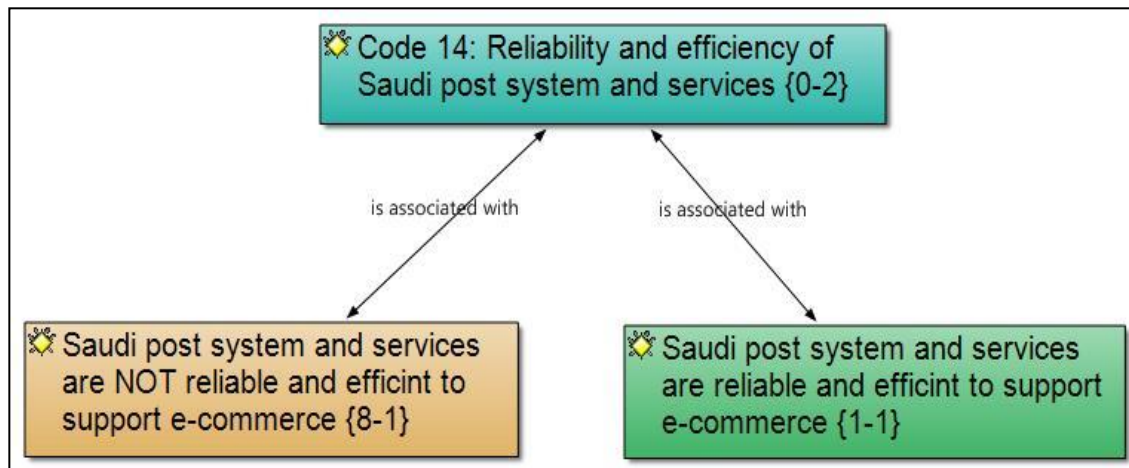 Code 14: Reliability and efficiency of
Saudi post system and services {0-2}
is associated with
is associated with
Saudi post system and services
are NOT reliable and efficint to
support e-commerce {8-1}
Saudi post system and services
are reliable and efficint to support
e-commerce {1-1}